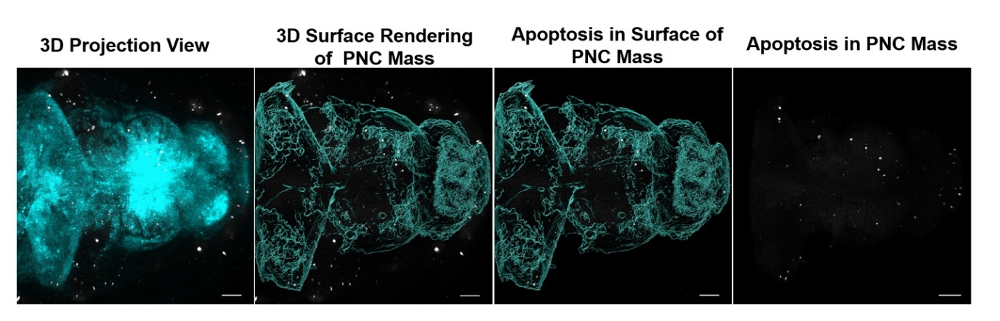 3D Projection View
3D Surface Rendering
of PNC Mass
Apoptosis in Surface of
PNC Mass
Apoptosis in PNC Mass